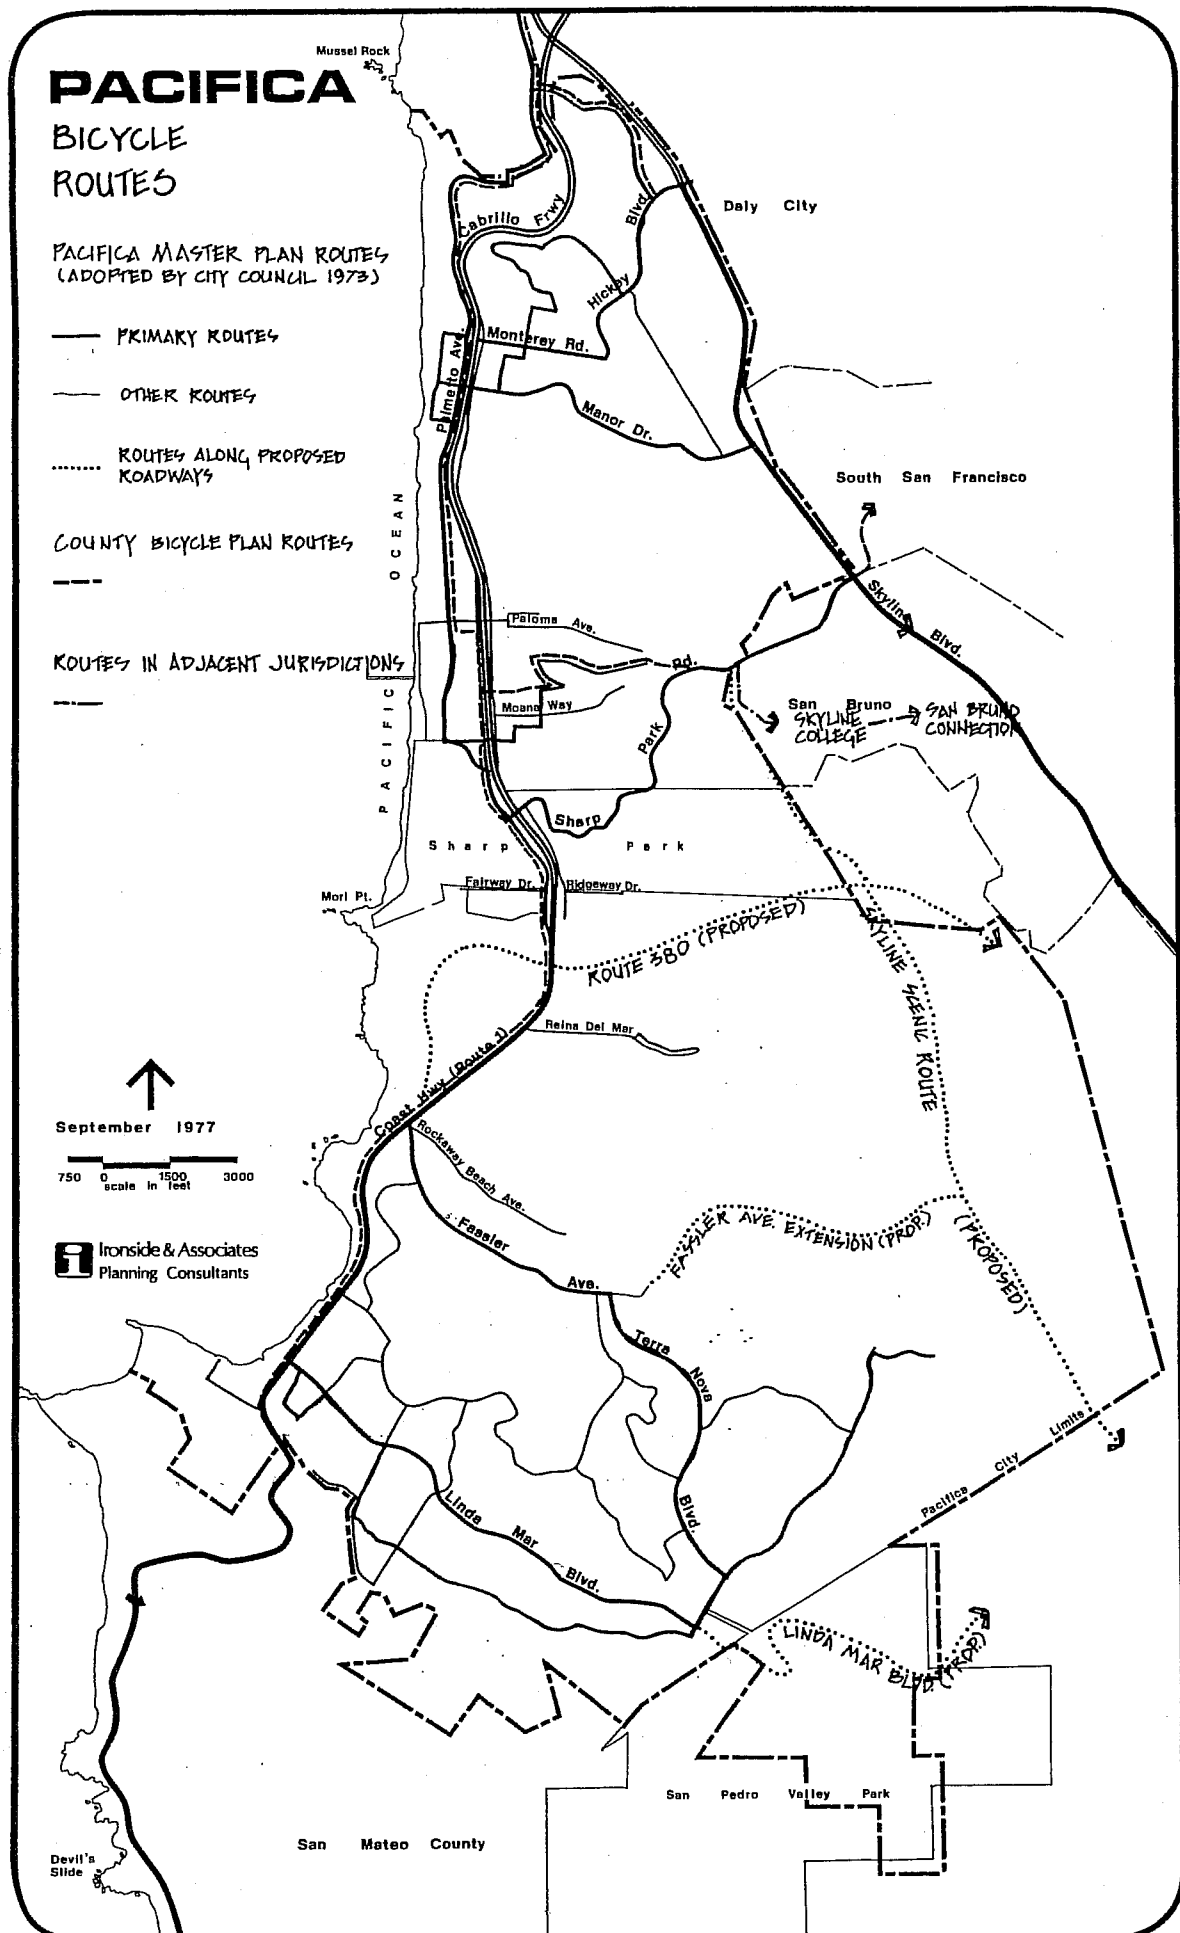 Mussel Rock
PACIFICA
BICYCLE
ROUTES
PACIFICA MASTER PLAN ROUTES
(ADOPTED BY CITY COUNCIL 1973)
PRIMARY ROUTES
OTHER ROUTES
ROUTES ALONG PROPOSED
ROADWAYS
COUNTY BICYCLE PLAN ROUTES
ROUTES IN ADJACENT JURISDICTIONS
PACIFIC OCEAN
Daly City
Cabrillo Frwy
Hickey Blvd.
Monterey Rd.
Palmetto Ave.
Manor Dr.
South San Francisco
Skyline Blvd.
Paloma Ave.
Sharp Park Rd.
Moana Way
San Bruno
SKYLINE
COLLEGE
SAN BRUNO
CONNECTION
Sharp Park
Fairway Dr.
Ridgeway Dr.
Mori Pt.
ROUTE 380 (PROPOSED)
SKYLINE SCENIC ROUTE
(PROPOSED)
Reina Del Mar
Coast Hwy (Route 1)
September 1977
750 0 1500 3000
scale in feet
Rockaway Beach Ave.
Fassler Ave.
FASSLER AVE. EXTENSION (PROP.)
i Ironside & Associates
Planning Consultants
Terra Nova Blvd.
Pacifica City Limits
Linda Mar Blvd.
LINDA MAR BLVD. (PROP.)
San Pedro Valley Park
San Mateo County
Devil's
Slide